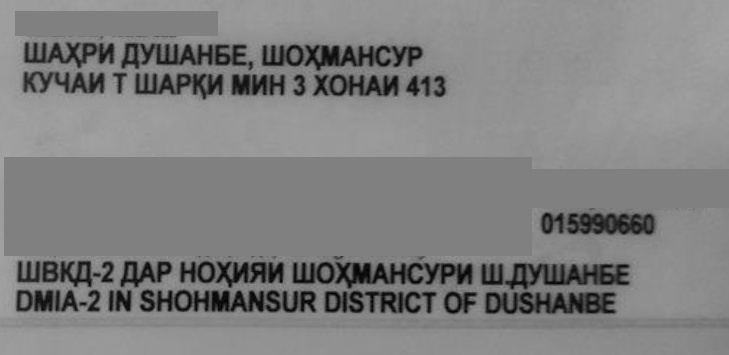 ШАҲРИ ДУШАНБЕ, ШОҲМАНСУР
КУЧАИ Т ШАРҚИ МИН 3 ХОНАИ 413
015990660
ШВКД-2 ДАР НОҲИЯИ ШОҲМАНСУРИ Ш.ДУШАНБЕ
DMIA-2 IN SHOHMANSUR DISTRICT OF DUSHANBE